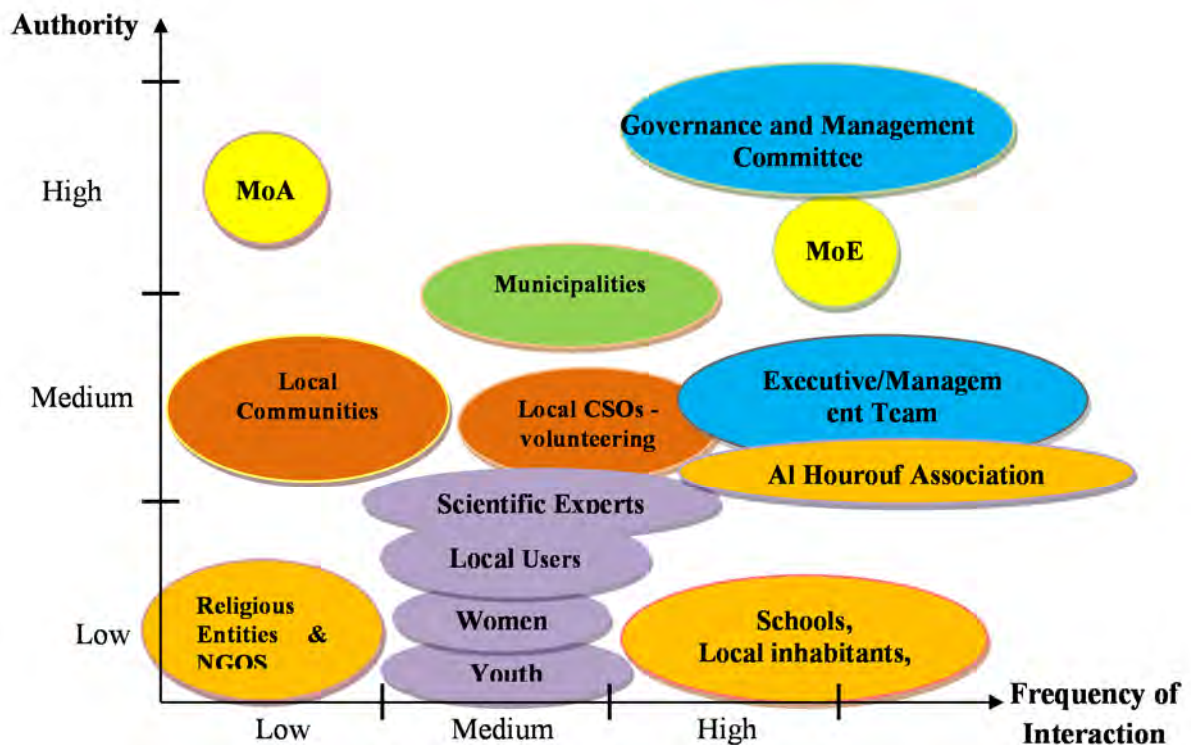 Authority
Governance and Management
Committee
High
MoA
MoE
Municipalities
Medium
Local
Communities
Local CSOs -
volunteering
Executive/Managem
ent Team
Al Hourouf Association
Scientific Experts
Local Users
Low
Religious
Entities &
NGOS
Women
Youth
Schools,
Local inhabitants,
Low
Medium
High
Frequency of
Interaction